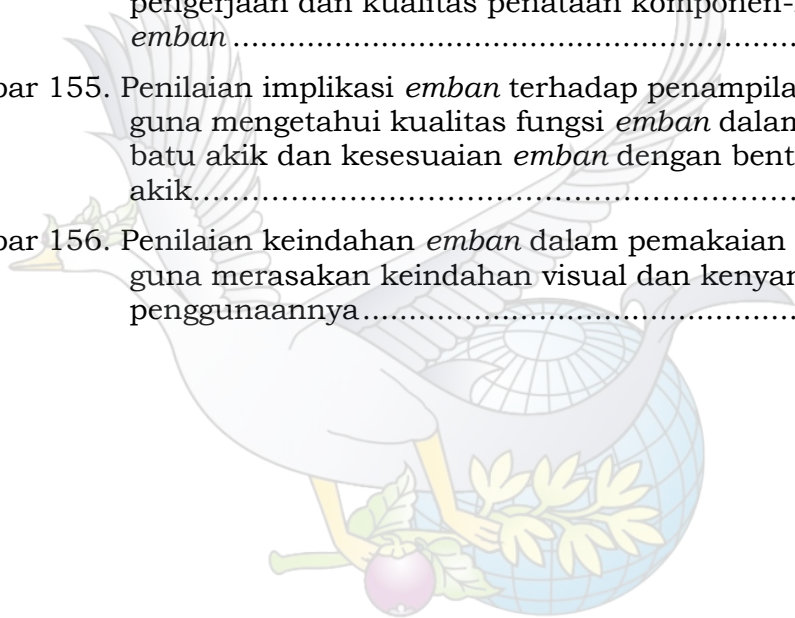 pengerjaan dan kualitas penataan komponen-
emban ................................................................
bar 155. Penilaian implikasi emban terhadap penampila
guna mengetahui kualitas fungsi emban dalam
batu akik dan kesesuaian emban dengan bent
akik................................................................
bar 156. Penilaian keindahan emban dalam pemakaian
guna merasakan keindahan visual dan kenyar
penggunaannya................................................